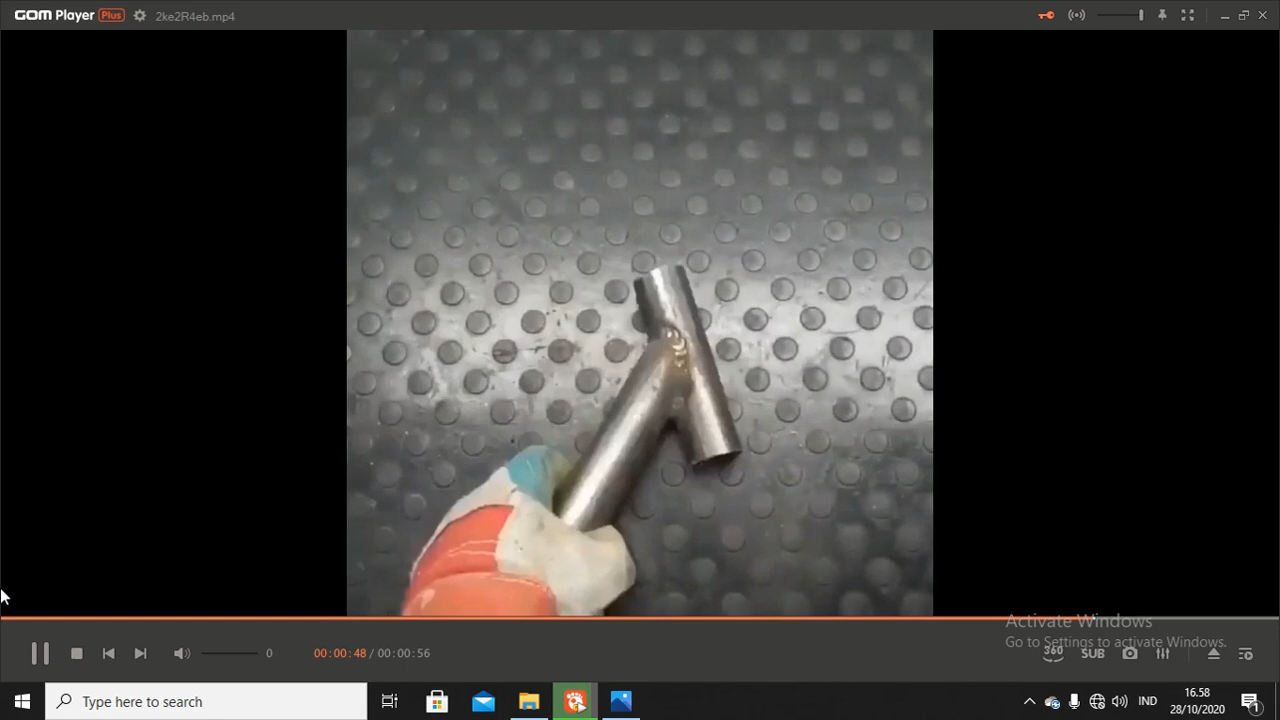 GOM Player Plus 2ke2R4eb.mp4
Activate Windows
Go to Settings to activate Windows.
0 00:00:48 / 00:00:56 360 SUB
Type here to search
IND
16.58
28/10/2020
1